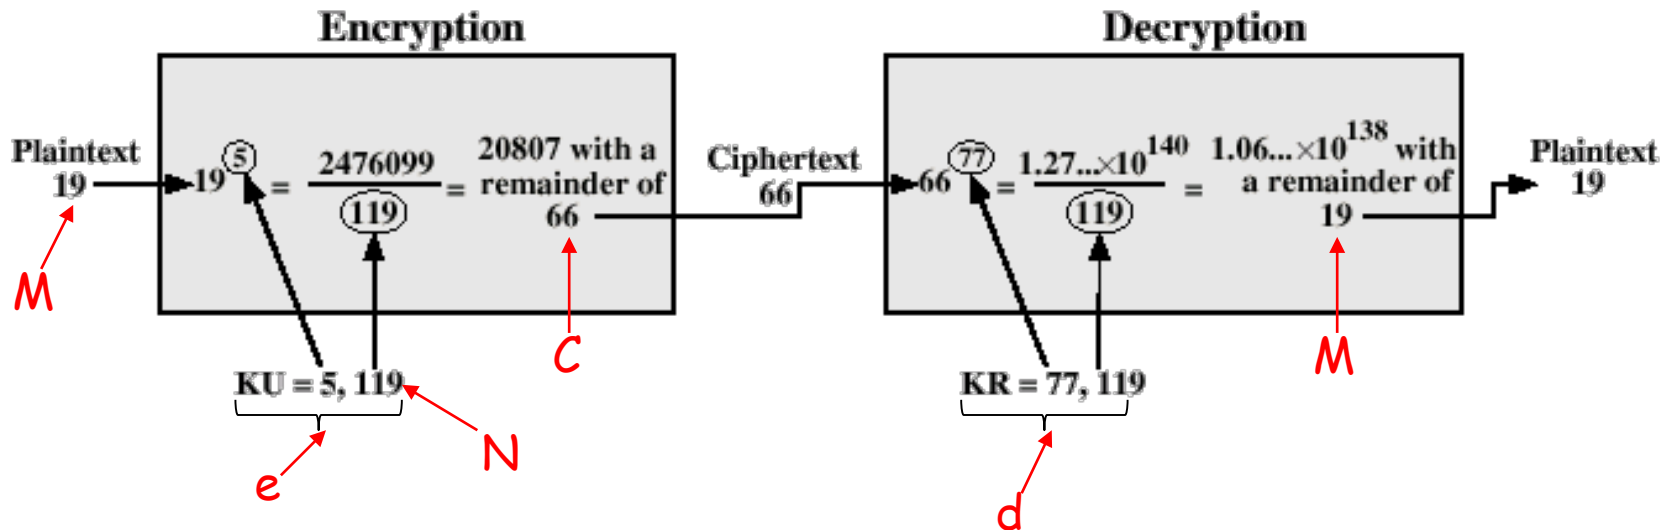 Encryption
Decryption
Plaintext
19
19^5 = 2476099 / 119 = 20807 with a
remainder of
66
Ciphertext
66
66^77 = 1.27...×10^140 / 119 = 1.06...×10^138 with
a remainder of
19
Plaintext
19
M
C
M
KU = 5, 119
KR = 77, 119
e
N
d